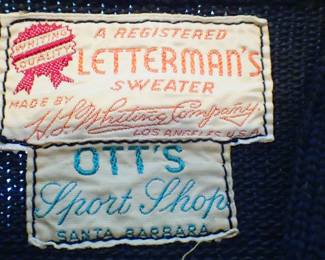 WHITING
QUALITY
A REGISTERED
LETTERMAN'S
SWEATER
MADE BY
H.L. Whiting Company
LOS ANGELES U.S.A.
OTT'S
Sport Shop
SANTA BARBARA